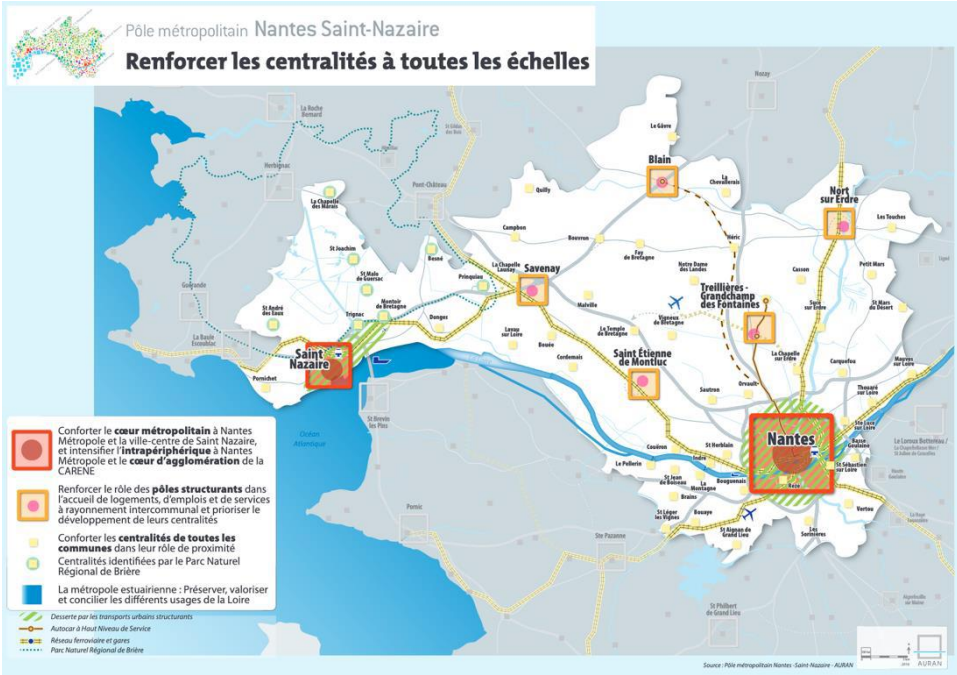 Pôle métropolitain Nantes Saint-Nazaire
Renforcer les centralités à toutes les échelles
Nozay
La Roche
Bernard
Le Gâvre
Herbignac
Blain
La
Chevallerais
Pont-Château
Quilly
Nort
sur Erdre
La Chapelle
des Marais
Les Touches
Campbon
Bouvron
Héric
Fay
de Bretagne
St Joachim
Besné
La Chapelle
Launay
Savenay
Notre Dame
des Landes
Casson
Petit Mars
St Malo
de Guersac
Prinquiau
Guérande
Treillières -
Grandchamp
des Fontaines
Malville
Sucé
sur Erdre
St Mars
du Désert
St André
des Eaux
Montoir
de Bretagne
Trignac
Donges
Vigneux
de Bretagne
Lavau
sur Loire
Le Temple
de Bretagne
La Baule
Escoublac
Bouée
Saint
Nazaire
Cordemais
Saint Étienne
de Montluc
La Chapelle
sur Erdre
Carquefou
Mauves
sur Loire
Pornichet
Sautron
Orvault
Thouaré
sur Loire
St Brevin
les Pins
Ste Luce
sur Loire
Océan
Atlantique
Nantes
Basse
Goulaine
Le Loroux Bottereau /
Couëron
St Herblain
Indre
Le Pellerin
St Sébastien
sur Loire
St Jean
de Boiseau
La
Montagne
Bouguenais
Rezé
Brains
Vertou
St Léger
les Vignes
Bouaye
Pornic
St Aignan de
Grand Lieu
Les
Sorinières
Ste Pazanne
St Philbert
de Grand Lieu
Conforter le cœur métropolitain à Nantes
Métropole et la ville-centre de Saint Nazaire,
et intensifier l'intrapériphérique à Nantes
Métropole et le cœur d'agglomération de la
CARENE
Renforcer le rôle des pôles structurants dans
l'accueil de logements, d'emplois et de services
à rayonnement intercommunal et prioriser le
développement de leurs centralités
Conforter les centralités de toutes les
communes dans leur rôle de proximité
Centralités identifiées par le Parc Naturel
Régional de Brière
La métropole estuairienne : Préserver, valoriser
et concilier les différents usages de la Loire
Desserte par les transports urbains structurants
Autocar à Haut Niveau de Service
Réseau ferroviaire et gares
Parc Naturel Régional de Brière
Source : Pôle métropolitain Nantes -Saint-Nazaire - AURAN
AURAN